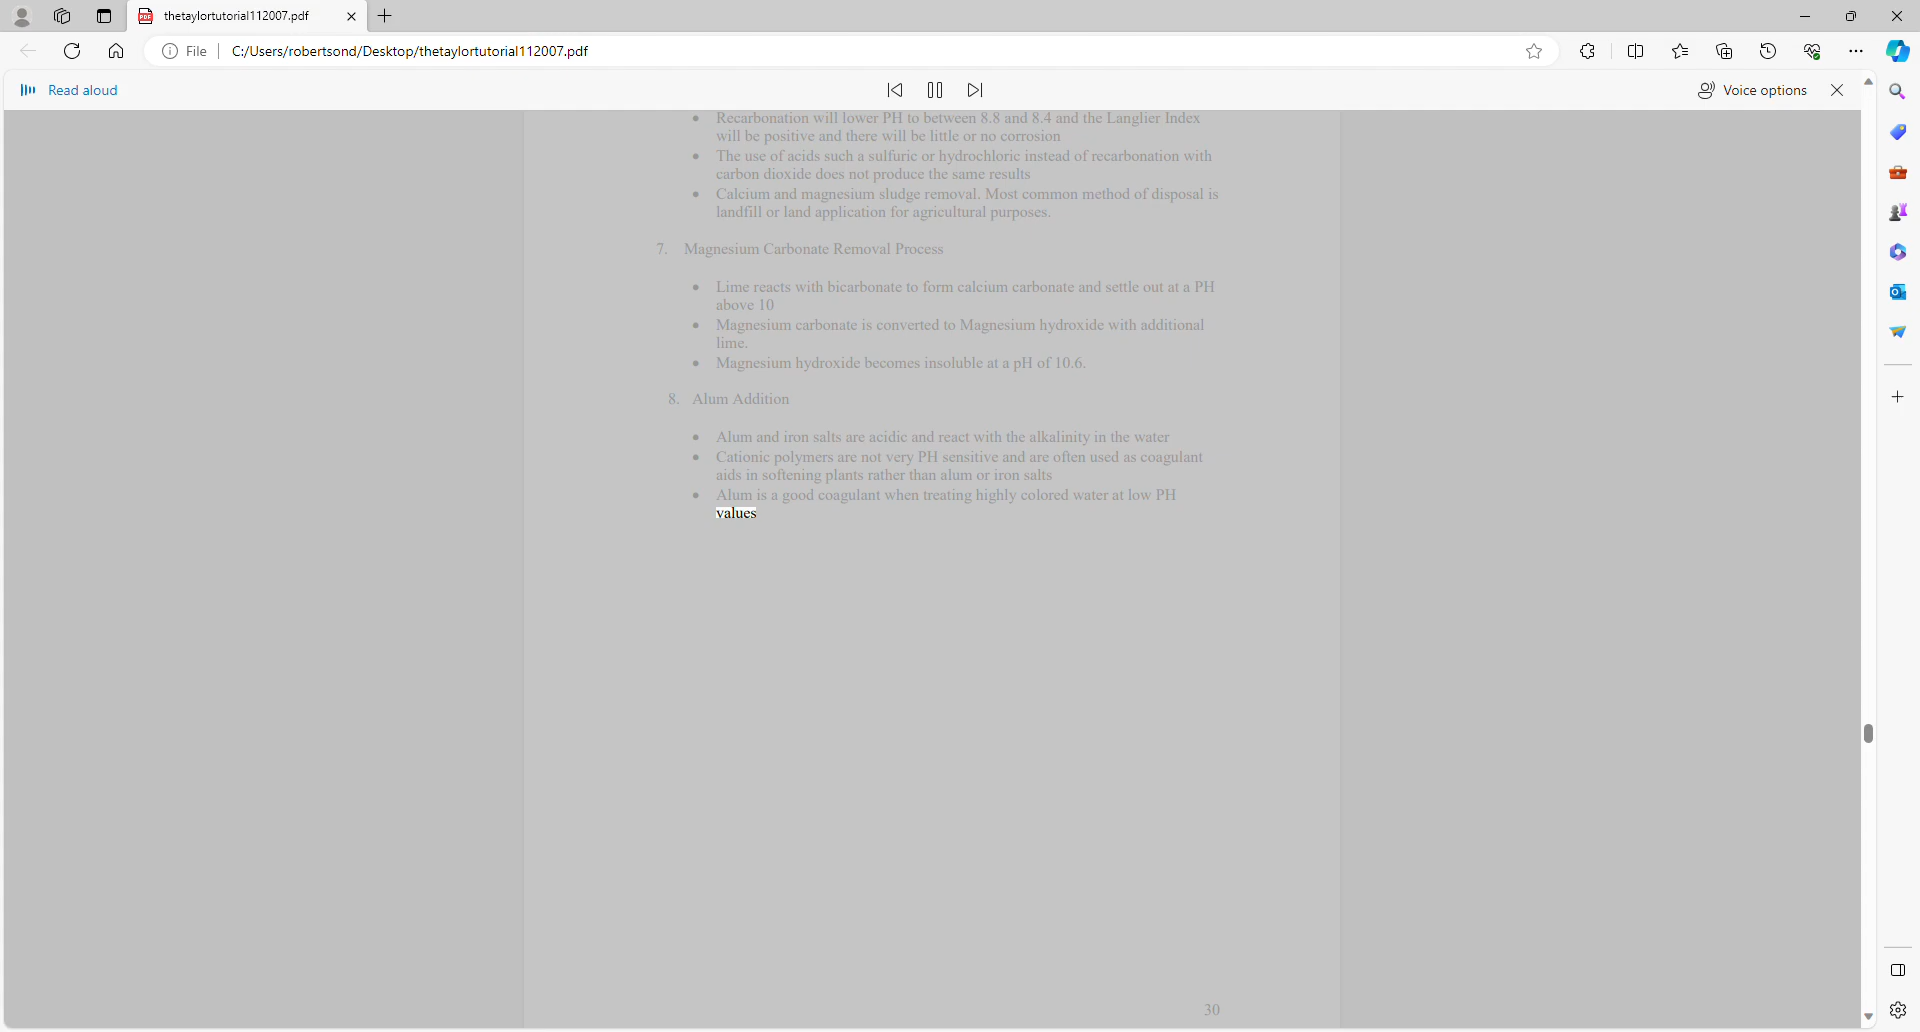 thetaylortutorial112007.pdf
File
C:/Users/robertsond/Desktop/thetaylortutorial112007.pdf
Read aloud
Voice options
• Recarbonation will lower PH to between 8.8 and 8.4 and the Langlier Index
will be positive and there will be little or no corrosion
• The use of acids such a sulfuric or hydrochloric instead of recarbonation with
carbon dioxide does not produce the same results
• Calcium and magnesium sludge removal. Most common method of disposal is
landfill or land application for agricultural purposes.
7. Magnesium Carbonate Removal Process
• Lime reacts with bicarbonate to form calcium carbonate and settle out at a PH
above 10
• Magnesium carbonate is converted to Magnesium hydroxide with additional
lime.
• Magnesium hydroxide becomes insoluble at a pH of 10.6.
8. Alum Addition
• Alum and iron salts are acidic and react with the alkalinity in the water
• Cationic polymers are not very PH sensitive and are often used as coagulant
aids in softening plants rather than alum or iron salts
• Alum is a good coagulant when treating highly colored water at low PH
values
30